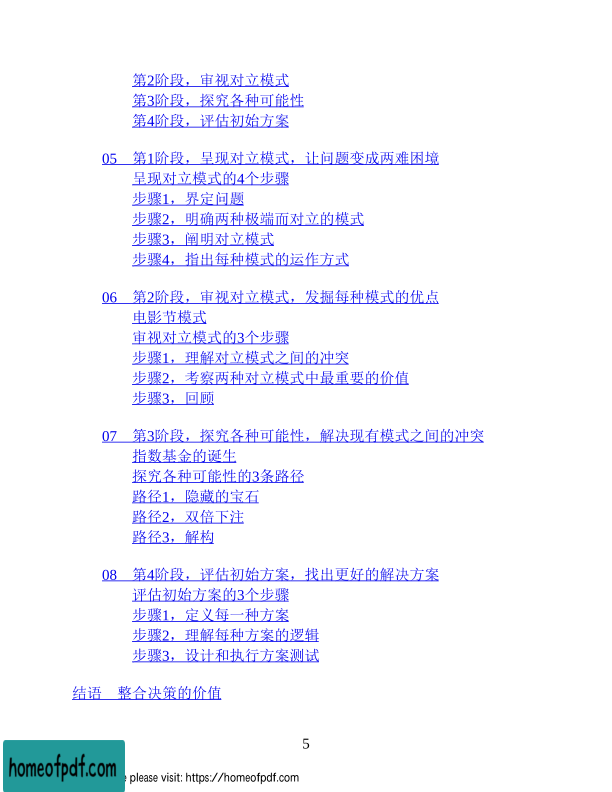 第2阶段，审视对立模式
第3阶段，探究各种可能性
第4阶段，评估初始方案
05 第1阶段，呈现对立模式，让问题变成两难困境
呈现对立模式的4个步骤
步骤1，界定问题
步骤2，明确两种极端而对立的模式
步骤3，阐明对立模式
步骤4，指出每种模式的运作方式
06 第2阶段，审视对立模式，发掘每种模式的优点
电影节模式
审视对立模式的3个步骤
步骤1，理解对立模式之间的冲突
步骤2，考察两种对立模式中最重要的价值
步骤3，回顾
07 第3阶段，探究各种可能性，解决现有模式之间的冲突
指数基金的诞生
探究各种可能性的3条路径
路径1，隐藏的宝石
路径2，双倍下注
路径3，解构
08 第4阶段，评估初始方案，找出更好的解决方案
评估初始方案的3个步骤
步骤1，定义每一种方案
步骤2，理解每种方案的逻辑
步骤3，设计和执行方案测试
结语 整合决策的价值
5
homeofpdf.com
please visit: https://homeofpdf.com